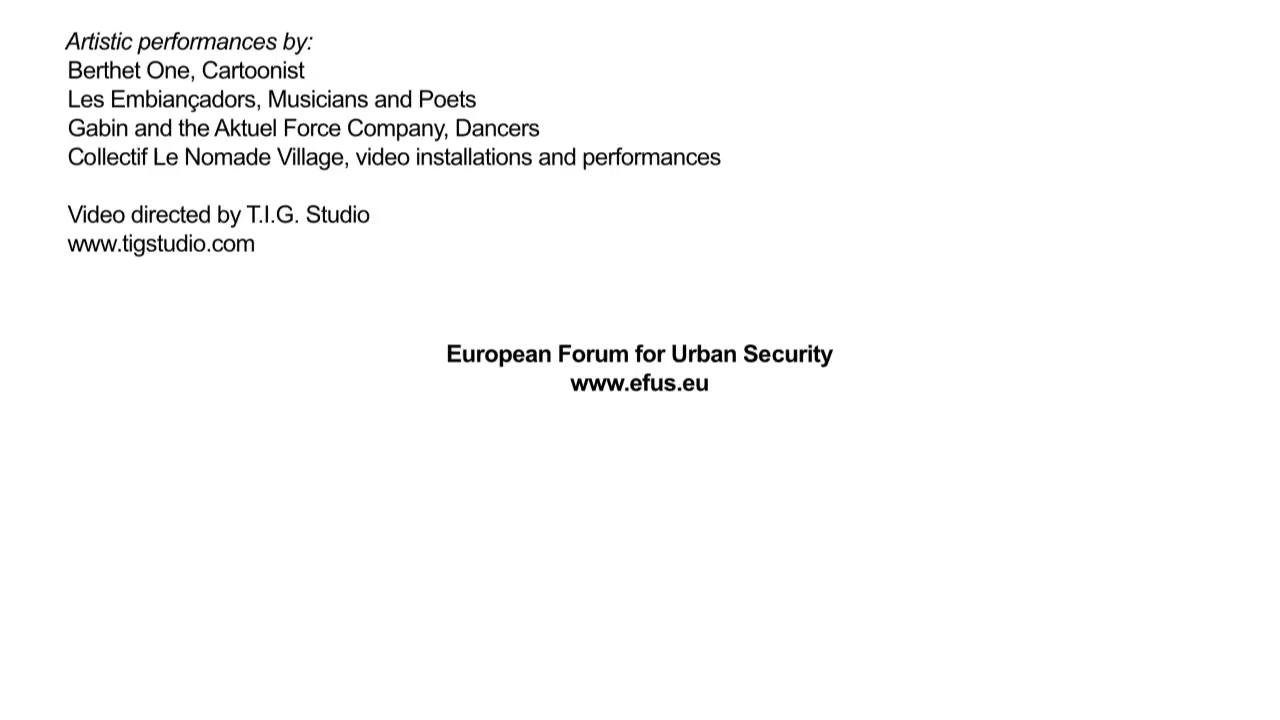 Artistic performances by:
Berthet One, Cartoonist
Les Embiançadors, Musicians and Poets
Gabin and the Aktuel Force Company, Dancers
Collectif Le Nomade Village, video installations and performances
Video directed by T.I.G. Studio
www.tigstudio.com
European Forum for Urban Security
www.efus.eu